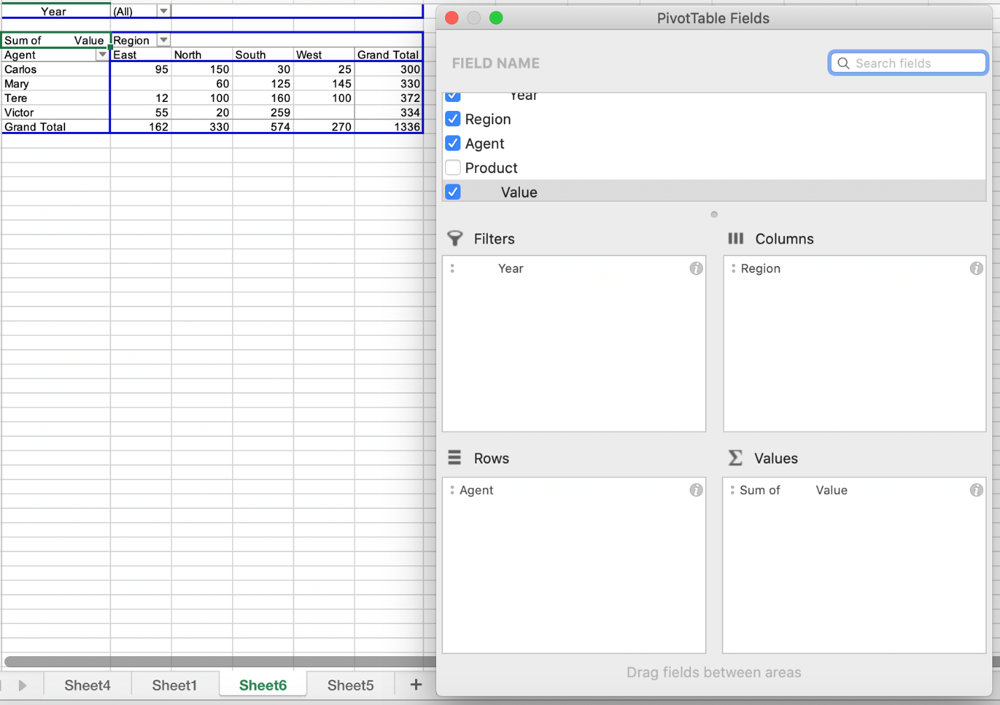 Year (All)
Sum of Value Region
Agent East North South West Grand Total
Carlos 95 150 30 25 300
Mary 60 125 145 330
Tere 12 100 160 100 372
Victor 55 20 259 334
Grand Total 162 330 574 270 1336
Sheet4 Sheet1 Sheet6 Sheet5 +
PivotTable Fields
FIELD NAME Search fields
Year
Region
Agent
Product
Value
Filters Columns
Year Region
Rows Values
Agent Sum of Value
Drag fields between areas